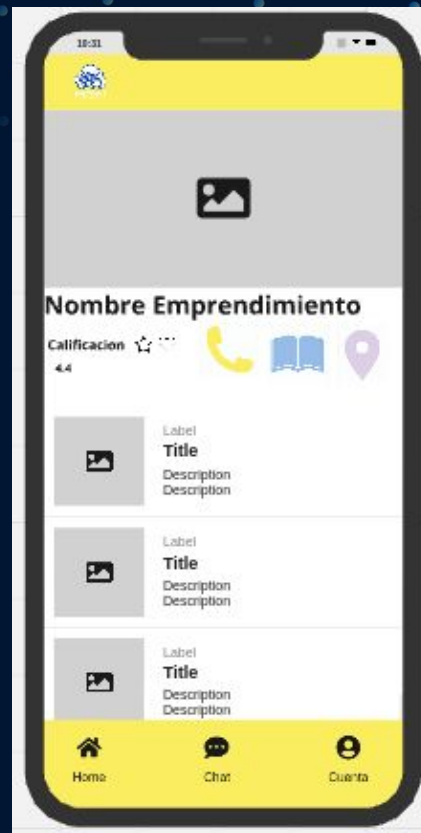 10:31
Nombre Emprendimiento
Calificacion
4.4
Label
Title
Description
Description
Label
Title
Description
Description
Label
Title
Description
Description
Home
Chat
Cuenta